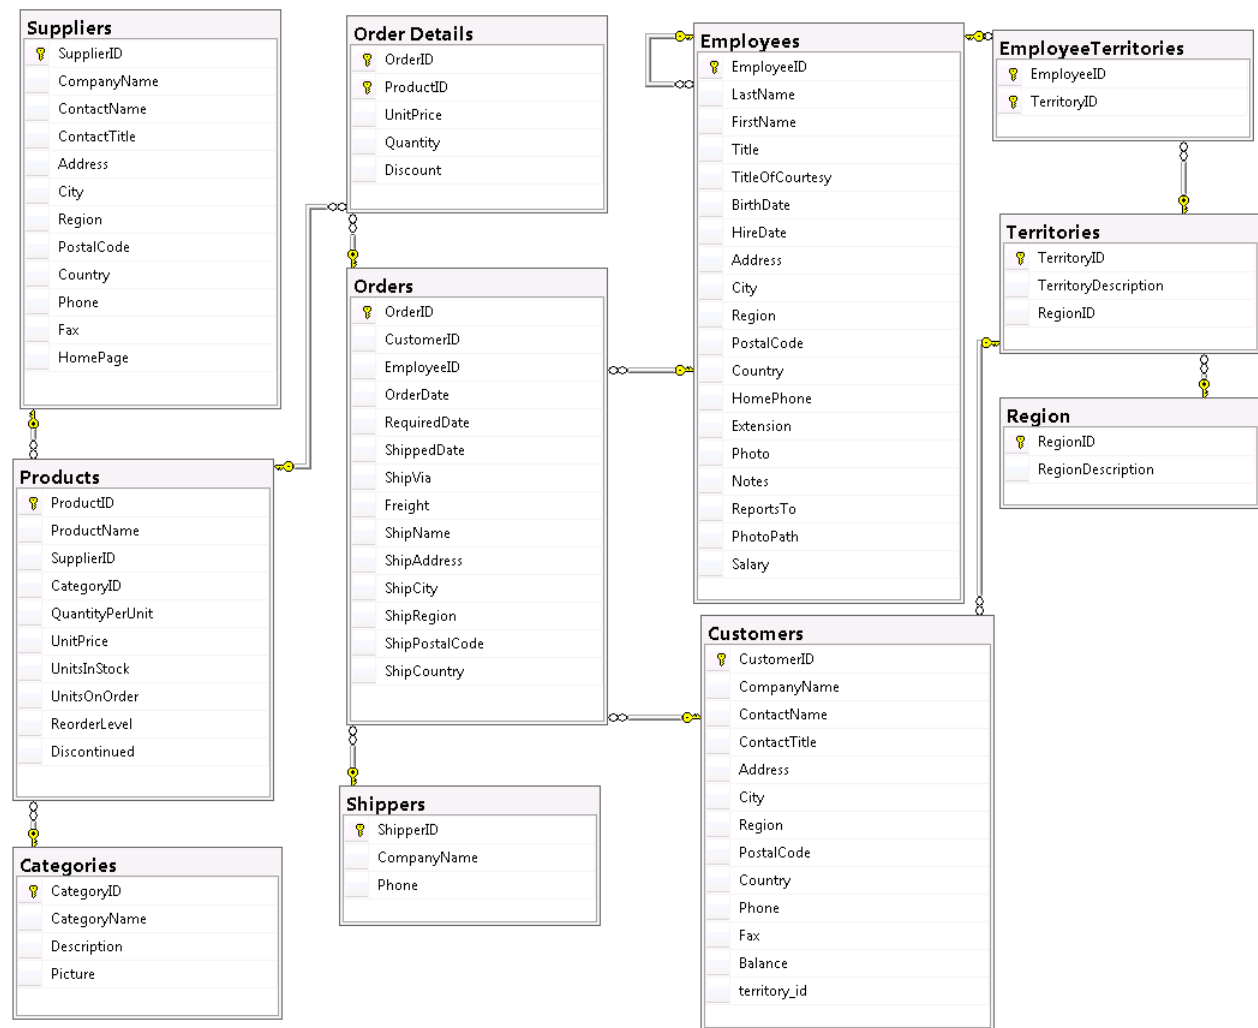 Suppliers
SupplierID
CompanyName
ContactName
ContactTitle
Address
City
Region
PostalCode
Country
Phone
Fax
HomePage
Products
ProductID
ProductName
SupplierID
CategoryID
QuantityPerUnit
UnitPrice
UnitsInStock
UnitsOnOrder
ReorderLevel
Discontinued
Categories
CategoryID
CategoryName
Description
Picture
Order Details
OrderID
ProductID
UnitPrice
Quantity
Discount
Orders
OrderID
CustomerID
EmployeeID
OrderDate
RequiredDate
ShippedDate
ShipVia
Freight
ShipName
ShipAddress
ShipCity
ShipRegion
ShipPostalCode
ShipCountry
Shippers
ShipperID
CompanyName
Phone
Employees
EmployeeID
LastName
FirstName
Title
TitleOfCourtesy
BirthDate
HireDate
Address
City
Region
PostalCode
Country
HomePhone
Extension
Photo
Notes
ReportsTo
PhotoPath
Salary
Customers
CustomerID
CompanyName
ContactName
ContactTitle
Address
City
Region
PostalCode
Country
Phone
Fax
Balance
territory_id
EmployeeTerritories
EmployeeID
TerritoryID
Territories
TerritoryID
TerritoryDescription
RegionID
Region
RegionID
RegionDescription